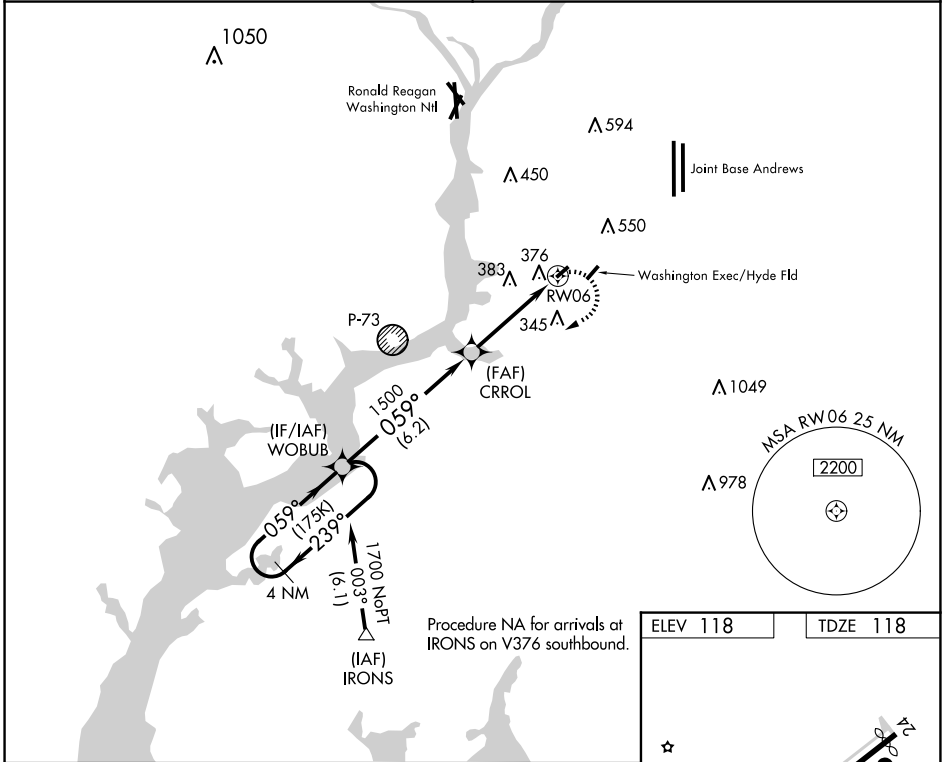 1050
Ronald Reagan
Washington Ntl
594
450
Joint Base Andrews
550
376
383
Washington Exec/Hyde Fld
RW06
345
P-73
(FAF)
CRROL
1049
1500
059°
(6.2)
(IF/IAF)
WOBUB
MSA RW06 25 NM
2200
978
059°
(175K)
239°
4 NM
1700 NoPT
003°
(6.1)
(IAF)
IRONS
Procedure NA for arrivals at
IRONS on V376 southbound.
ELEV 118
TDZE 118
24